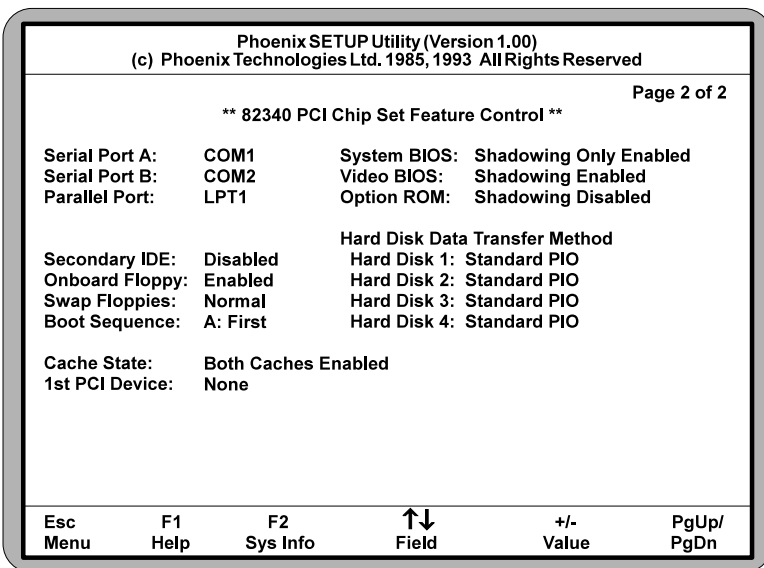 Phoenix SETUP Utility (Version 1.00)
(c) Phoenix Technologies Ltd. 1985, 1993 All Rights Reserved
Page 2 of 2
** 82340 PCI Chip Set Feature Control **
Serial Port A: COM1 System BIOS: Shadowing Only Enabled
Serial Port B: COM2 Video BIOS: Shadowing Enabled
Parallel Port: LPT1 Option ROM: Shadowing Disabled
Hard Disk Data Transfer Method
Secondary IDE: Disabled Hard Disk 1: Standard PIO
Onboard Floppy: Enabled Hard Disk 2: Standard PIO
Swap Floppies: Normal Hard Disk 3: Standard PIO
Boot Sequence: A: First Hard Disk 4: Standard PIO
Cache State: Both Caches Enabled
1st PCI Device: None
Esc F1 F2 ↑↓ +/- PgUp/
Menu Help Sys Info Field Value PgDn